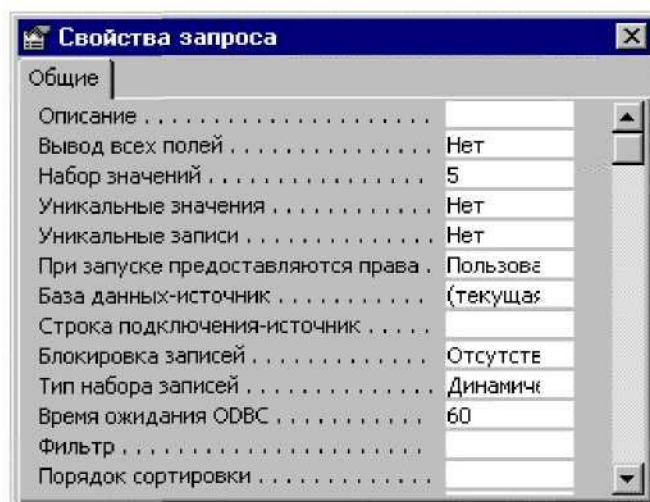 Свойства запроса
Общие
Описание . . . . . . . . . . . . . . . . . . . . . .
Вывод всех полей . . . . . . . . . . . . . . . Нет
Набор значений . . . . . . . . . . . . . . . . 5
Уникальные значения . . . . . . . . . . . . Нет
Уникальные записи . . . . . . . . . . . . . . Нет
При запуске предоставляются права . Пользова
База данных-источник . . . . . . . . . . . (текущая
Строка подключения-источник . . . . .
Блокировка записей . . . . . . . . . . . . . Отсутств
Тип набора записей . . . . . . . . . . . . . . Динамиче
Время ожидания ODBC . . . . . . . . . . . 60
Фильтр . . . . . . . . . . . . . . . . . . . . . . .
Порядок сортировки . . . . . . . . . . . . .